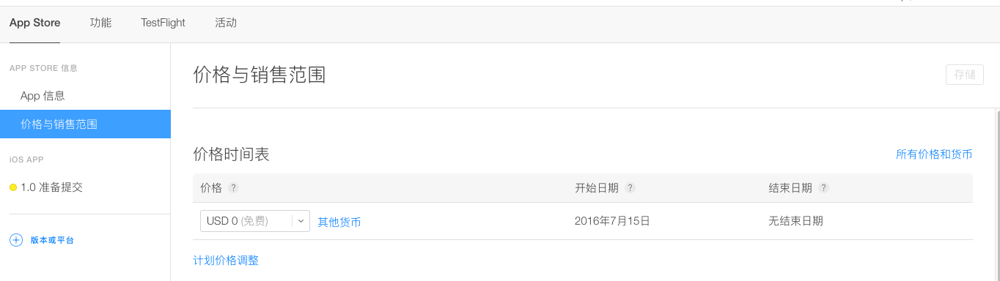 App Store 功能 TestFlight 活动
APP STORE 信息
App 信息
价格与销售范围
iOS APP
1.0 准备提交
版本或平台
价格与销售范围 存储
价格时间表 所有价格和货币
价格 ? 开始日期 ? 结束日期 ?
USD 0 (免费) 其他货币 2016年7月15日 无结束日期
计划价格调整